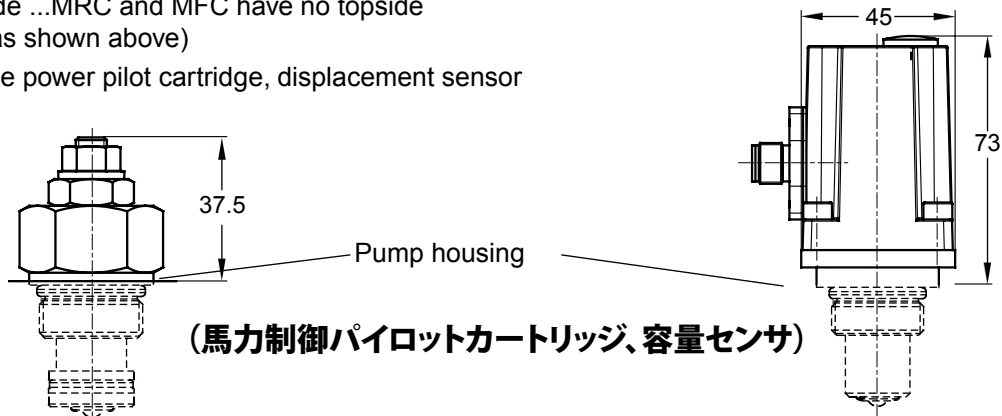 de ...MRC and MFC have no topside
as shown above)
e power pilot cartridge, displacement sensor
45
73
37.5
Pump housing
(馬力制御パイロットカートリッジ、容量センサ)